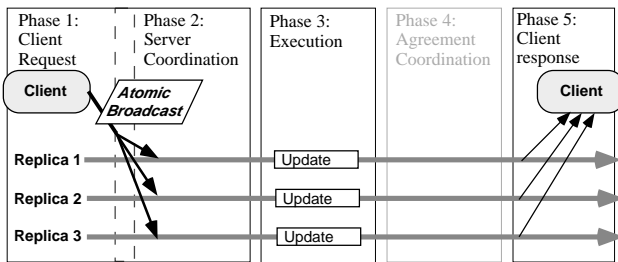 Phase 1:
Client
Request
Phase 2:
Server
Coordination
Phase 3:
Execution
Phase 4:
Agreement
Coordination
Phase 5:
Client
response
Client
Atomic
Broadcast
Client
Replica 1
Update
Replica 2
Update
Replica 3
Update